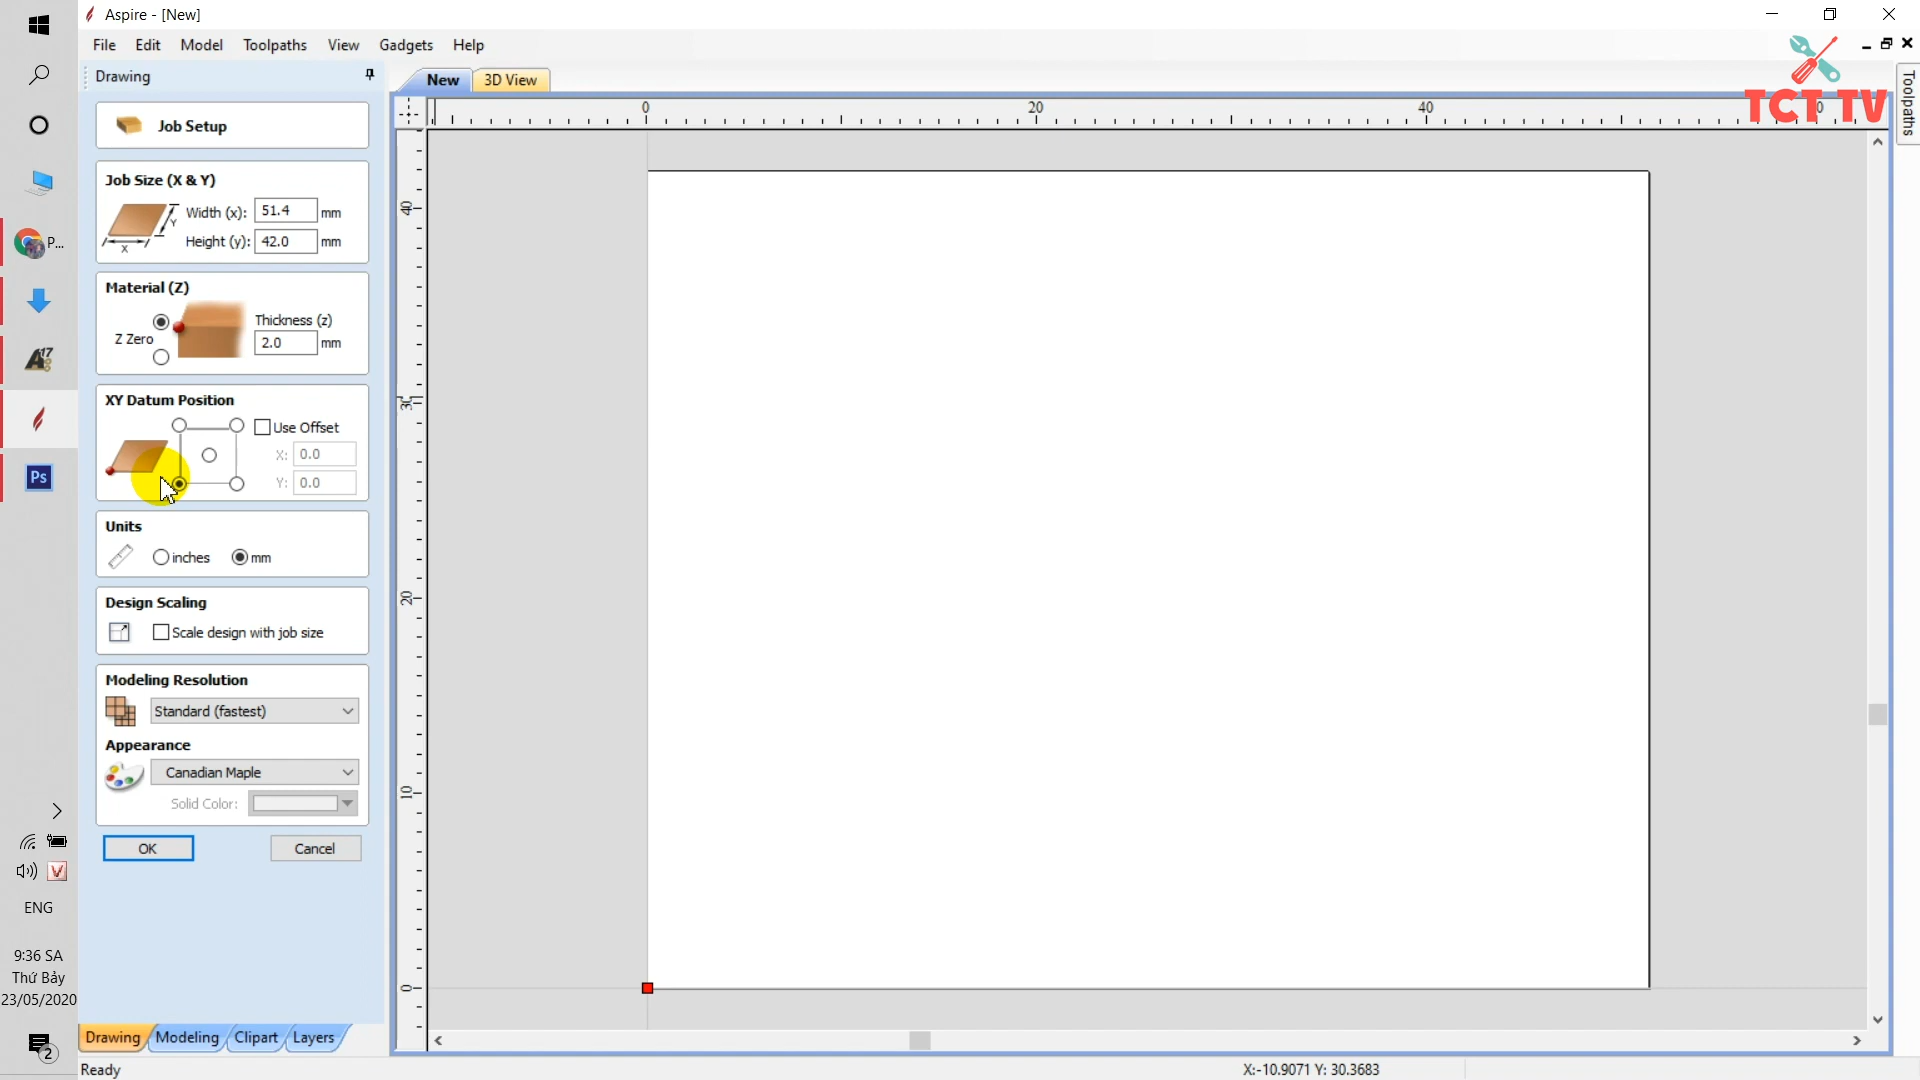 Aspire - [New]
File Edit Model Toolpaths View Gadgets Help
TCT TV
Toolpaths
Drawing
New 3D View
0 20 40
Job Setup
Job Size (X & Y)
Y
X
Width (x): 51.4 mm
Height (y): 42.0 mm
Material (Z)
Z Zero
Thickness (z)
2.0 mm
XY Datum Position
Use Offset
X: 0.0
Y: 0.0
Units
inches mm
Design Scaling
Scale design with job size
Modeling Resolution
Standard (fastest)
Appearance
Canadian Maple
Solid Color:
OK Cancel
Drawing Modeling Clipart Layers
40
30
20
10
0
Ready
X:-10.9071 Y: 30.3683
P...
A17
Ps
V
ENG
9:36 SA
Thứ Bảy
23/05/2020
2